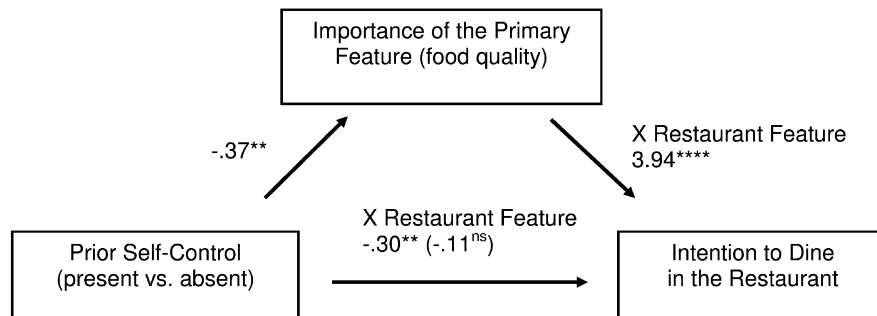 Importance of the Primary
Feature (food quality)
-.37**
X Restaurant Feature
3.94****
X Restaurant Feature
-.30** (-.11ns)
Prior Self-Control
(present vs. absent)
Intention to Dine
in the Restaurant